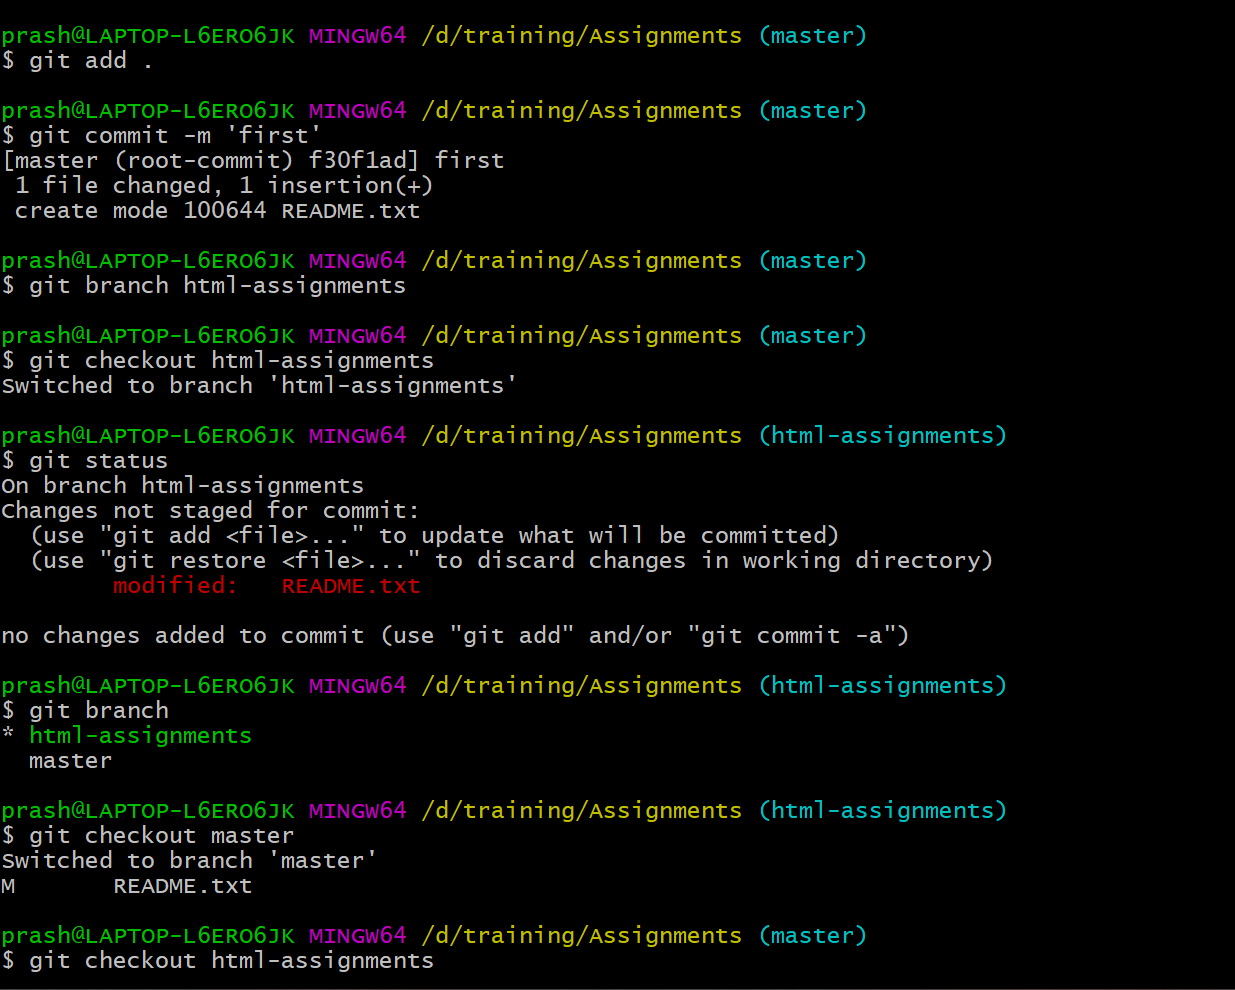 prash@LAPTOP-L6ERO6JK MINGW64 /d/training/Assignments (master)
$ git add .
prash@LAPTOP-L6ERO6JK MINGW64 /d/training/Assignments (master)
$ git commit -m 'first'
[master (root-commit) f30f1ad] first
 1 file changed, 1 insertion(+)
 create mode 100644 README.txt
prash@LAPTOP-L6ERO6JK MINGW64 /d/training/Assignments (master)
$ git branch html-assignments
prash@LAPTOP-L6ERO6JK MINGW64 /d/training/Assignments (master)
$ git checkout html-assignments
Switched to branch 'html-assignments'
prash@LAPTOP-L6ERO6JK MINGW64 /d/training/Assignments (html-assignments)
$ git status
On branch html-assignments
Changes not staged for commit:
  (use "git add <file>..." to update what will be committed)
  (use "git restore <file>..." to discard changes in working directory)
        modified:   README.txt
no changes added to commit (use "git add" and/or "git commit -a")
prash@LAPTOP-L6ERO6JK MINGW64 /d/training/Assignments (html-assignments)
$ git branch
* html-assignments
  master
prash@LAPTOP-L6ERO6JK MINGW64 /d/training/Assignments (html-assignments)
$ git checkout master
Switched to branch 'master'
M       README.txt
prash@LAPTOP-L6ERO6JK MINGW64 /d/training/Assignments (master)
$ git checkout html-assignments